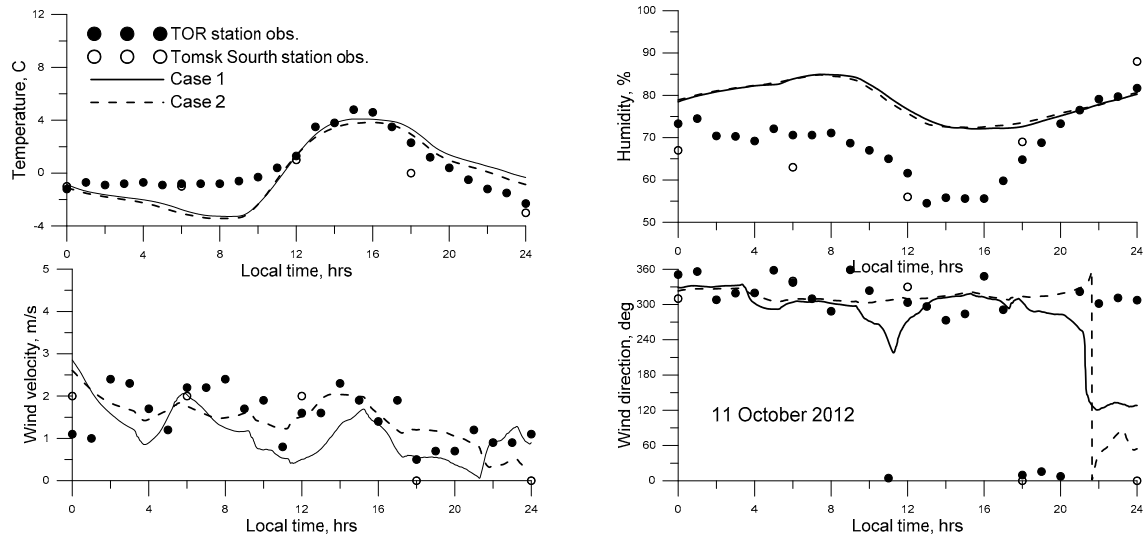 12
8
4
0
-4
Temperature, C
TOR station obs.
Tomsk Sourth station obs.
Case 1
Case 2
0 4 8 12 16 20 24
Local time, hrs
100
90
80
70
60
50
Humidity, %
0 4 8 12 16 20 24
Local time, hrs
5
4
3
2
1
0
Wind velocity, m/s
0 4 8 12 16 20 24
Local time, hrs
360
300
240
180
120
60
0
Wind direction, deg
11 October 2012
0 4 8 12 16 20 24
Local time, hrs